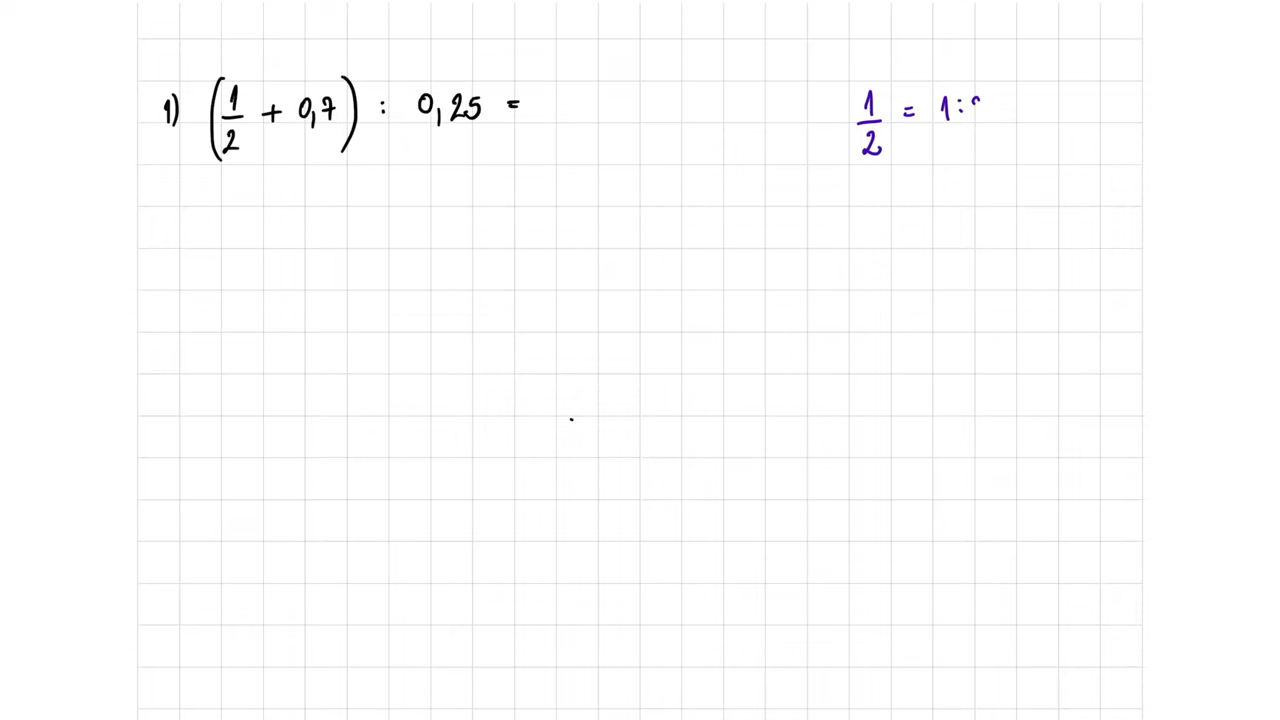 1) (1/2 + 0,7) : 0,25 =
1/2 = 1: